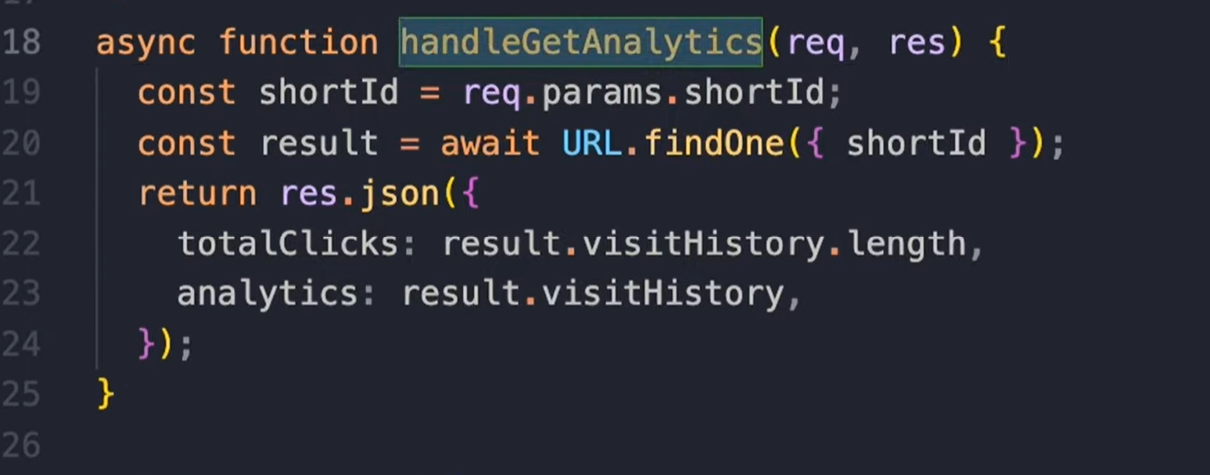 18 async function handleGetAnalytics(req, res) {
19   const shortId = req.params.shortId;
20   const result = await URL.findOne({ shortId });
21   return res.json({
22     totalClicks: result.visitHistory.length,
23     analytics: result.visitHistory,
24   });
25 }
26